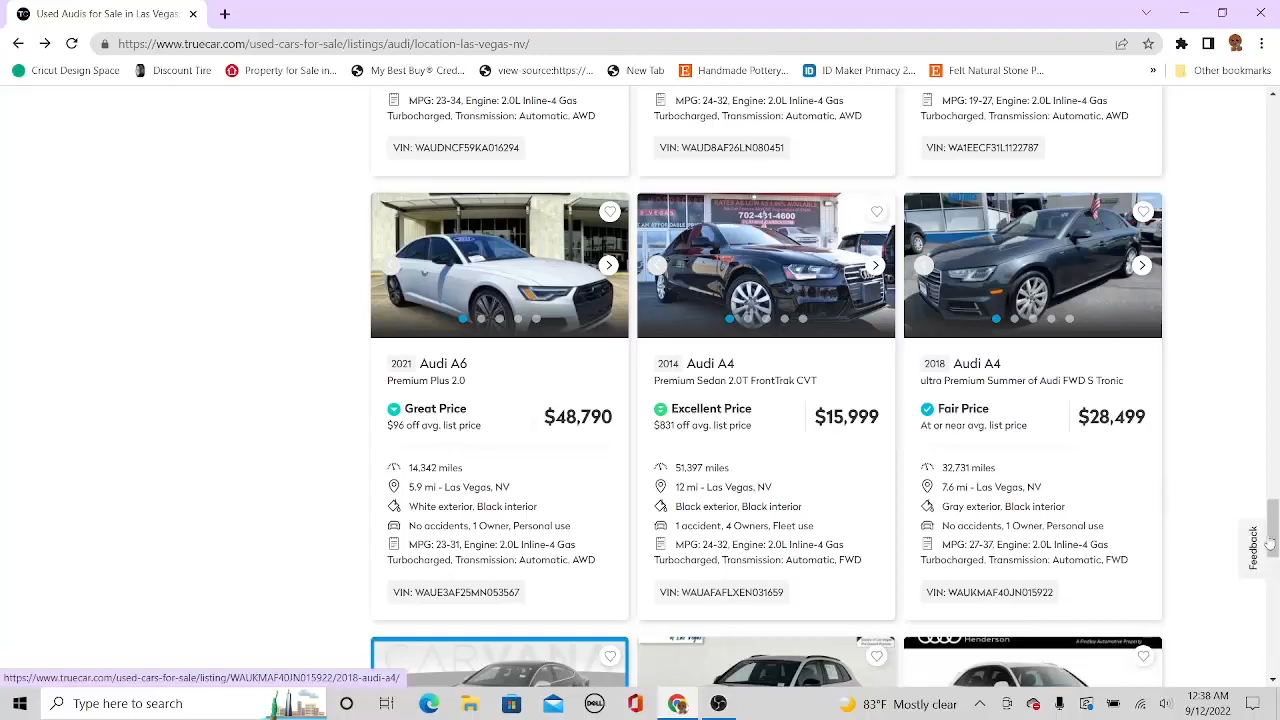 Used Audis for Sale in Las Vegas
https://www.truecar.com/used-cars-for-sale/listings/audi/location-las-vegas-nv/
Cricut Design Space
Discount Tire
Property for Sale in...
My Best Buy® Cred...
view source:https://...
New Tab
Handmade Pottery...
ID Maker Primacy 2...
Felt Natural Stone P...
»
Other bookmarks
MPG: 23-34, Engine: 2.0L Inline-4 Gas
Turbocharged, Transmission: Automatic, AWD
VIN: WAUDNCF59KA016294
MPG: 24-32, Engine: 2.0L Inline-4 Gas
Turbocharged, Transmission: Automatic, AWD
VIN: WAUD8AF26LN080451
MPG: 19-27, Engine: 2.0L Inline-4 Gas
Turbocharged, Transmission: Automatic, AWD
VIN: WA1EECF31L1122787
2021 Audi A6
Premium Plus 2.0
Great Price
$96 off avg. list price
$48,790
14,342 miles
5.9 mi - Las Vegas, NV
White exterior, Black interior
No accidents, 1 Owner, Personal use
MPG: 23-31, Engine: 2.0L Inline-4 Gas
Turbocharged, Transmission: Automatic, AWD
VIN: WAUE3AF25MN053567
702-431-4600
2014 Audi A4
Premium Sedan 2.0T FrontTrak CVT
Excellent Price
$831 off avg. list price
$15,999
51,397 miles
12 mi - Las Vegas, NV
Black exterior, Black interior
1 accident, 4 Owners, Fleet use
MPG: 24-32, Engine: 2.0L Inline-4 Gas
Turbocharged, Transmission: Automatic, FWD
VIN: WAUAFAFLXEN031659
2018 Audi A4
ultra Premium Summer of Audi FWD S Tronic
Fair Price
At or near avg. list price
$28,499
32,731 miles
7.6 mi - Las Vegas, NV
Gray exterior, Black interior
No accidents, 1 Owner, Personal use
MPG: 27-37, Engine: 2.0L Inline-4 Gas
Turbocharged, Transmission: Automatic, FWD
VIN: WAUKMAF40JN015922
Feedback
CARVANA
Henderson
A Findlay Automotive Property
https://www.truecar.com/used-cars-for-sale/listing/WAUKMAF40JN015922/2018-audi-a4/
Type here to search
DELL
83°F Mostly clear
12:38 AM
9/12/2022